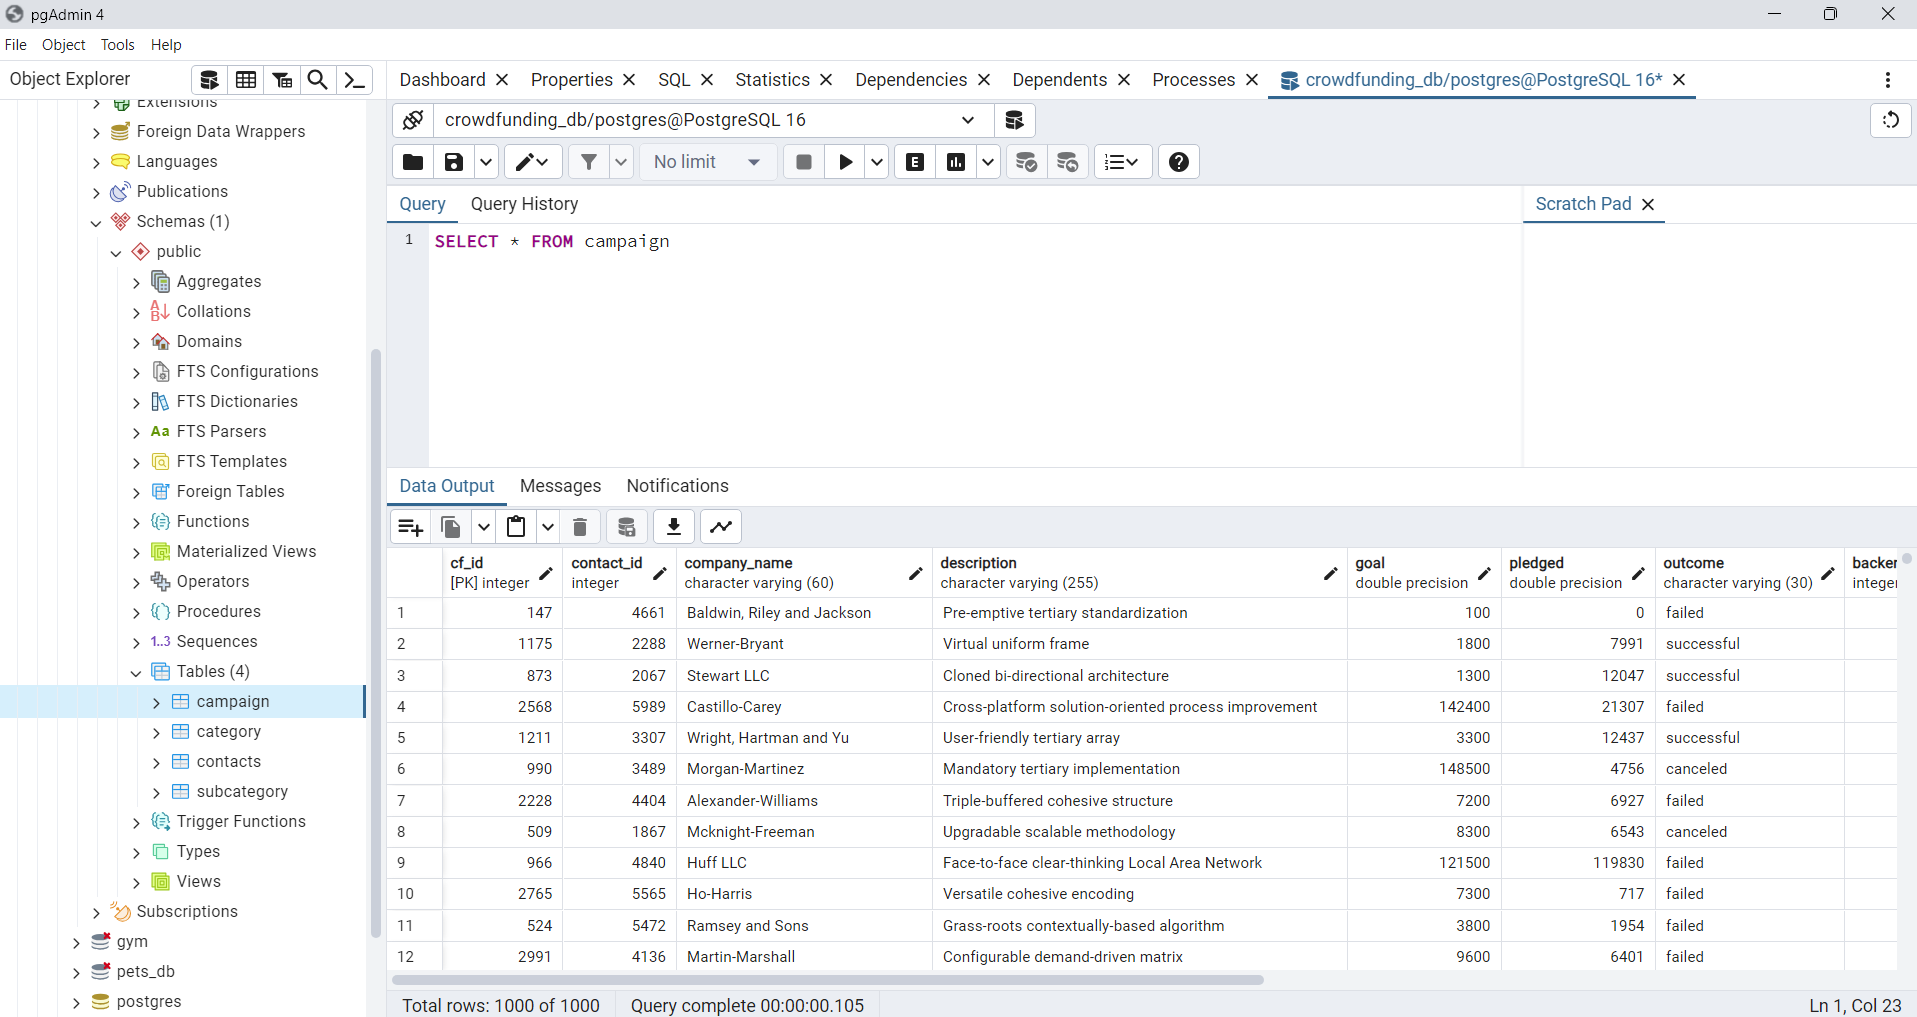 pgAdmin 4
File Object Tools Help
Object Explorer
Extensions
Foreign Data Wrappers
Languages
Publications
Schemas (1)
public
Aggregates
Collations
Domains
FTS Configurations
FTS Dictionaries
Aa FTS Parsers
FTS Templates
Foreign Tables
Functions
Materialized Views
Operators
Procedures
1..3 Sequences
Tables (4)
campaign
category
contacts
subcategory
Trigger Functions
Types
Views
Subscriptions
gym
pets_db
postgres
Dashboard Properties SQL Statistics Dependencies Dependents Processes crowdfunding_db/postgres@PostgreSQL 16*
crowdfunding_db/postgres@PostgreSQL 16
No limit E
Query Query History Scratch Pad
1 SELECT * FROM campaign
Data Output Messages Notifications
cf_id contact_id company_name description goal pledged outcome backer
[PK] integer integer character varying (60) character varying (255) double precision double precision character varying (30) integer
1 147 4661 Baldwin, Riley and Jackson Pre-emptive tertiary standardization 100 0 failed
2 1175 2288 Werner-Bryant Virtual uniform frame 1800 7991 successful
3 873 2067 Stewart LLC Cloned bi-directional architecture 1300 12047 successful
4 2568 5989 Castillo-Carey Cross-platform solution-oriented process improvement 142400 21307 failed
5 1211 3307 Wright, Hartman and Yu User-friendly tertiary array 3300 12437 successful
6 990 3489 Morgan-Martinez Mandatory tertiary implementation 148500 4756 canceled
7 2228 4404 Alexander-Williams Triple-buffered cohesive structure 7200 6927 failed
8 509 1867 Mcknight-Freeman Upgradable scalable methodology 8300 6543 canceled
9 966 4840 Huff LLC Face-to-face clear-thinking Local Area Network 121500 119830 failed
10 2765 5565 Ho-Harris Versatile cohesive encoding 7300 717 failed
11 524 5472 Ramsey and Sons Grass-roots contextually-based algorithm 3800 1954 failed
12 2991 4136 Martin-Marshall Configurable demand-driven matrix 9600 6401 failed
Total rows: 1000 of 1000 Query complete 00:00:00.105 Ln 1, Col 23